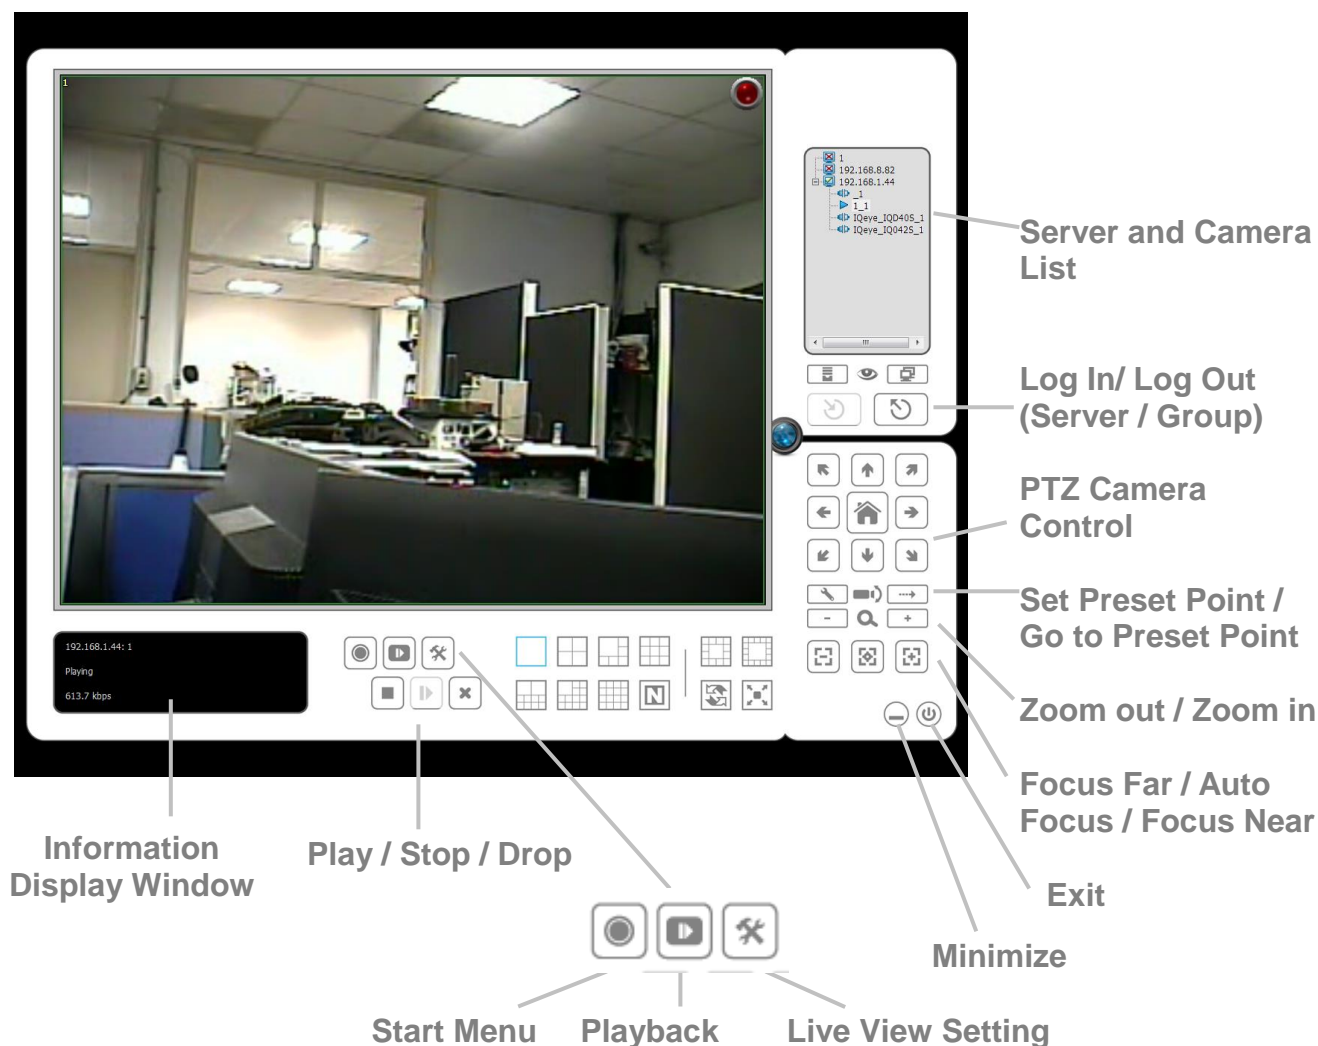 1
1
192.168.8.82
192.168.1.44
_1
1_1
IQeye_IQD40S_1
IQeye_IQ042S_1
Server and Camera
List
Log In/ Log Out
(Server / Group)
PTZ Camera
Control
Set Preset Point /
Go to Preset Point
Zoom out / Zoom in
Focus Far / Auto
Focus / Focus Near
192.168.1.44: 1
Playing
613.7 kbps
N
Information
Display Window
Play / Stop / Drop
Exit
Minimize
Start Menu
Playback
Live View Setting